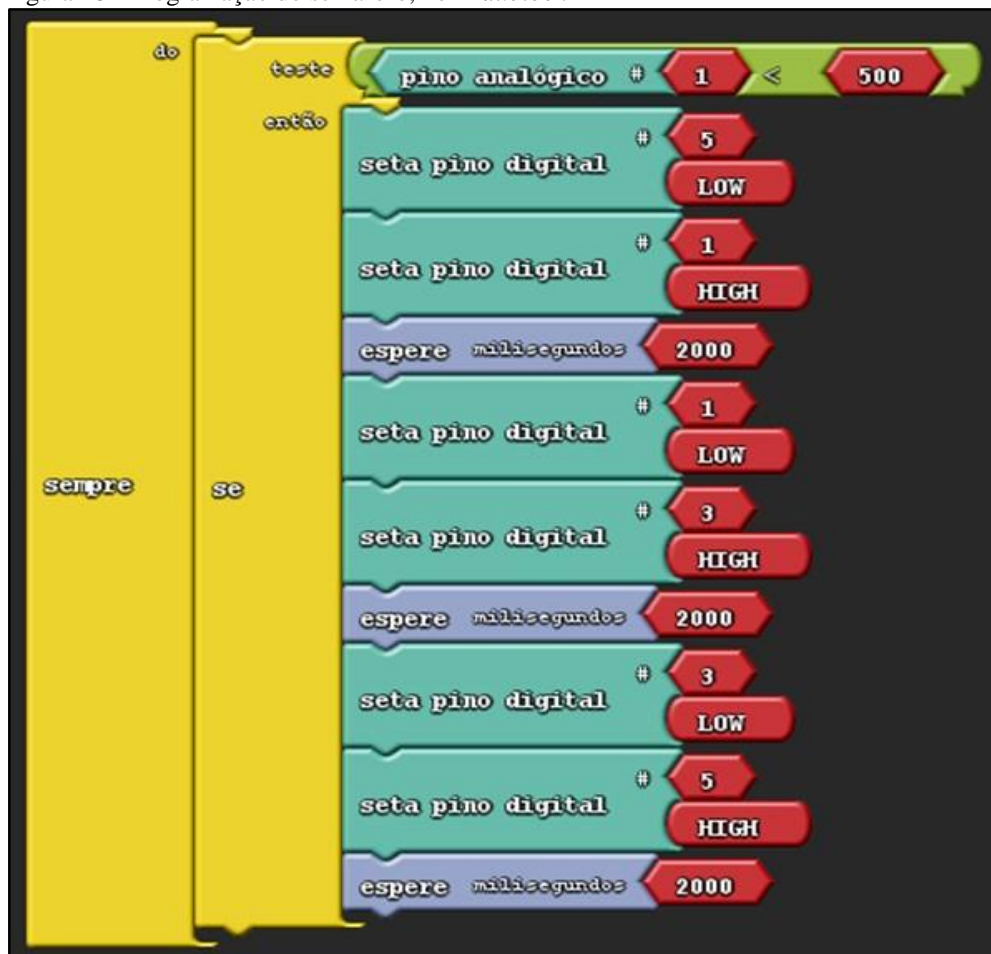 do
teste pino analógico # 1 < 500
então
seta pino digital # 5
LOW
seta pino digital # 1
HIGH
espere milisegundos 2000
seta pino digital # 1
LOW
sempre se
seta pino digital # 3
HIGH
espere milisegundos 2000
seta pino digital # 3
LOW
seta pino digital # 5
HIGH
espere milisegundos 2000